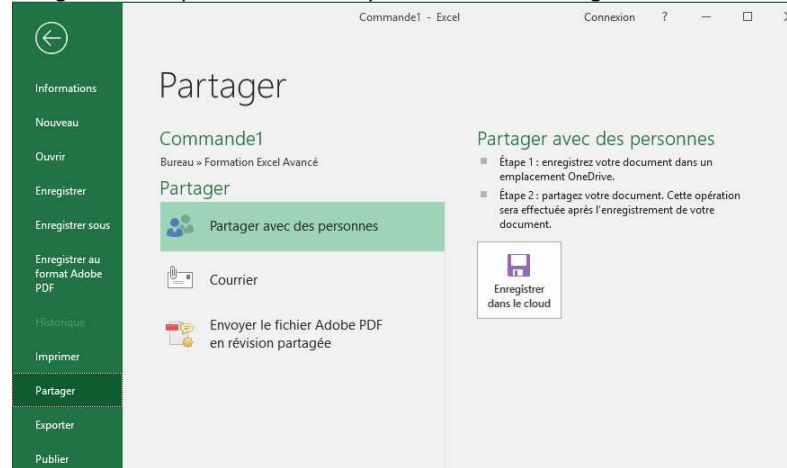 Commande1 - Excel
Connexion ?
Informations
Nouveau
Ouvrir
Enregistrer
Enregistrer sous
Enregistrer au
format Adobe
PDF
Historique
Imprimer
Partager
Exporter
Publier
Partager
Commande1
Bureau » Formation Excel Avancé
Partager
Partager avec des personnes
Courrier
Envoyer le fichier Adobe PDF
en révision partagée
Partager avec des personnes
Étape 1 : enregistrez votre document dans un
emplacement OneDrive.
Étape 2 : partagez votre document. Cette opération
sera effectuée après l'enregistrement de votre
document.
Enregistrer
dans le cloud